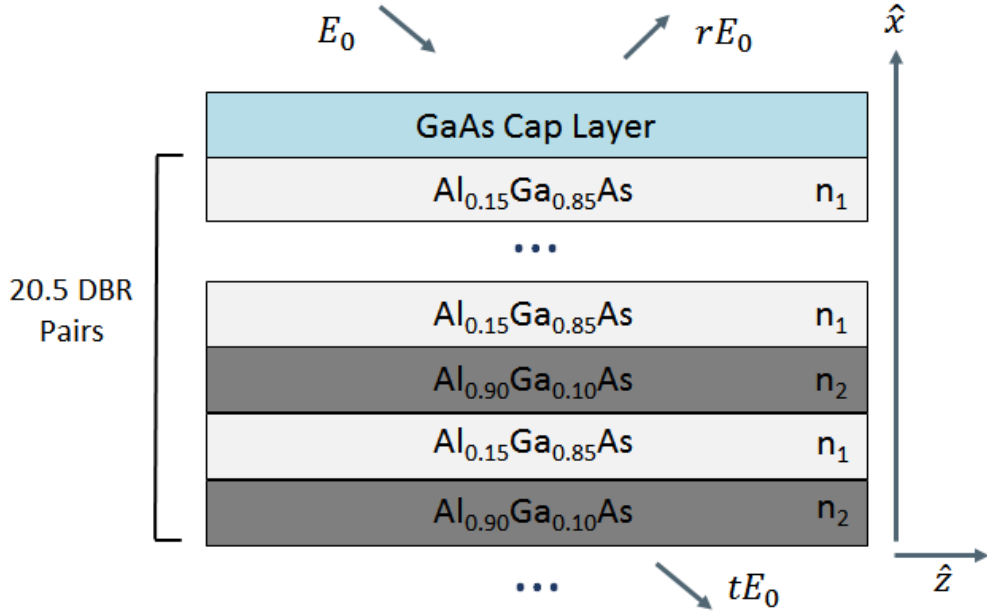 E₀ rE₀ x̂
GaAs Cap Layer
Al₀.₁₅Ga₀.₈₅As n₁
...
20.5 DBR
Pairs
Al₀.₁₅Ga₀.₈₅As n₁
Al₀.₉₀Ga₀.₁₀As n₂
Al₀.₁₅Ga₀.₈₅As n₁
Al₀.₉₀Ga₀.₁₀As n₂
... tE₀ ẑ